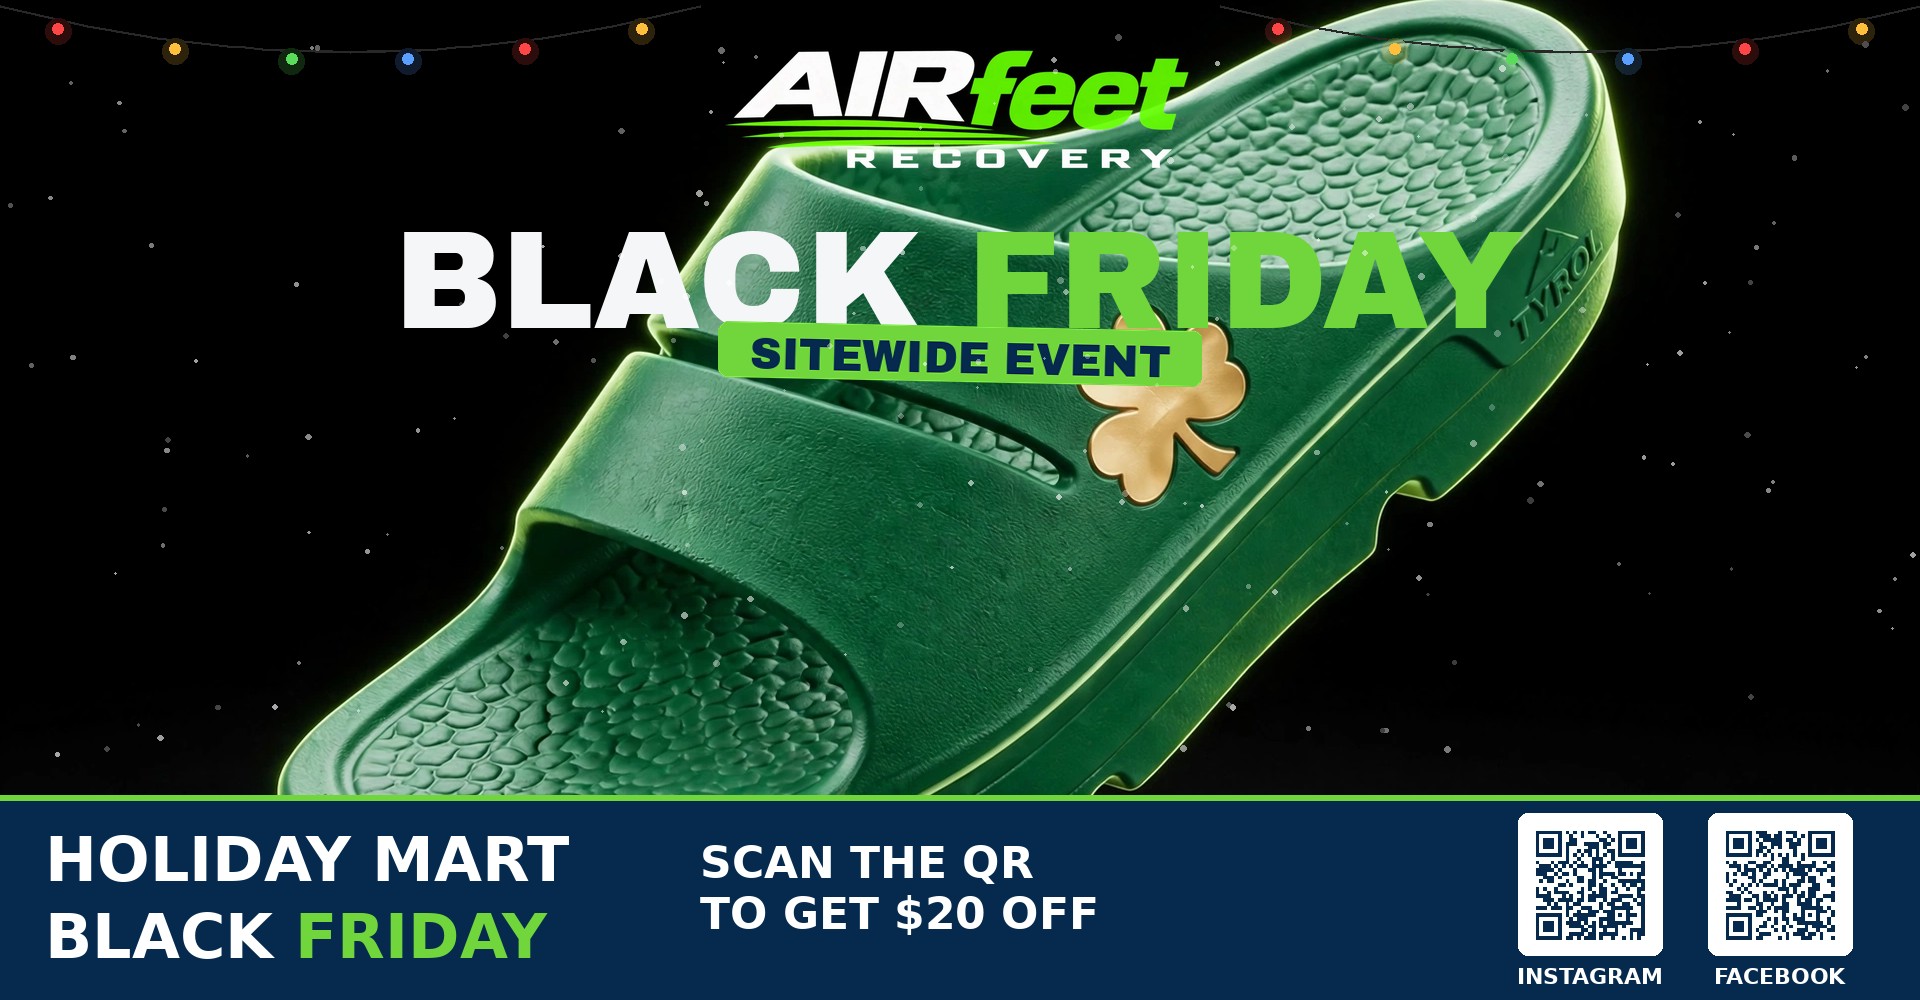 AIRfeet
RECOVERY
BLACK FRIDAY
SITEWIDE EVENT
TYROL
HOLIDAY MART
BLACK FRIDAY
SCAN THE QR
TO GET $20 OFF
INSTAGRAM
FACEBOOK